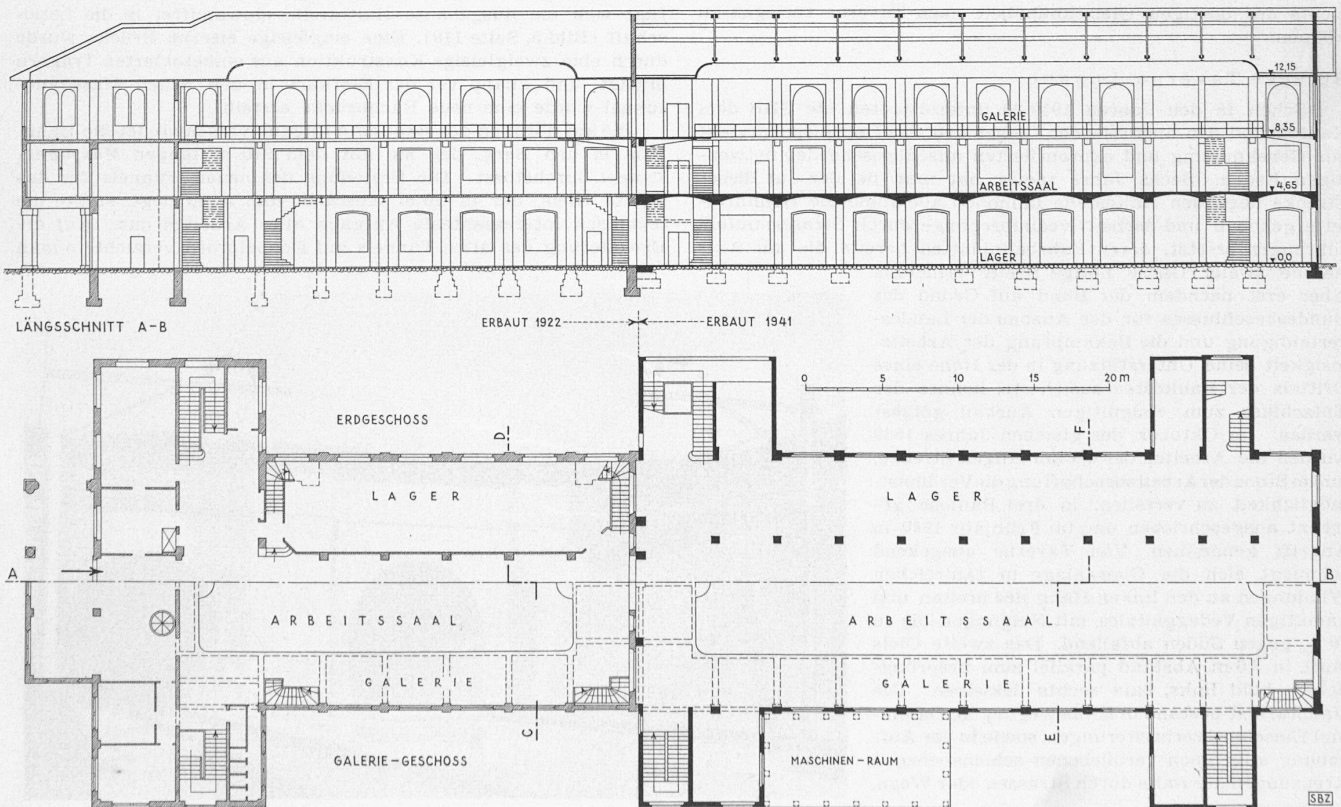 12,15
GALERIE
8,35
ARBEITSSAAL
4,65
LAGER
0,0
LÄNGSSCHNITT A-B
ERBAUT 1922
ERBAUT 1941
0 5 10 15 20 m
ERDGESCHOSS
D
F
LAGER
LAGER
A
B
ARBEITSSAAL
ARBEITSSAAL
GALERIE
GALERIE
C
E
GALERIE-GESCHOSS
MASCHINEN-RAUM
SBZ